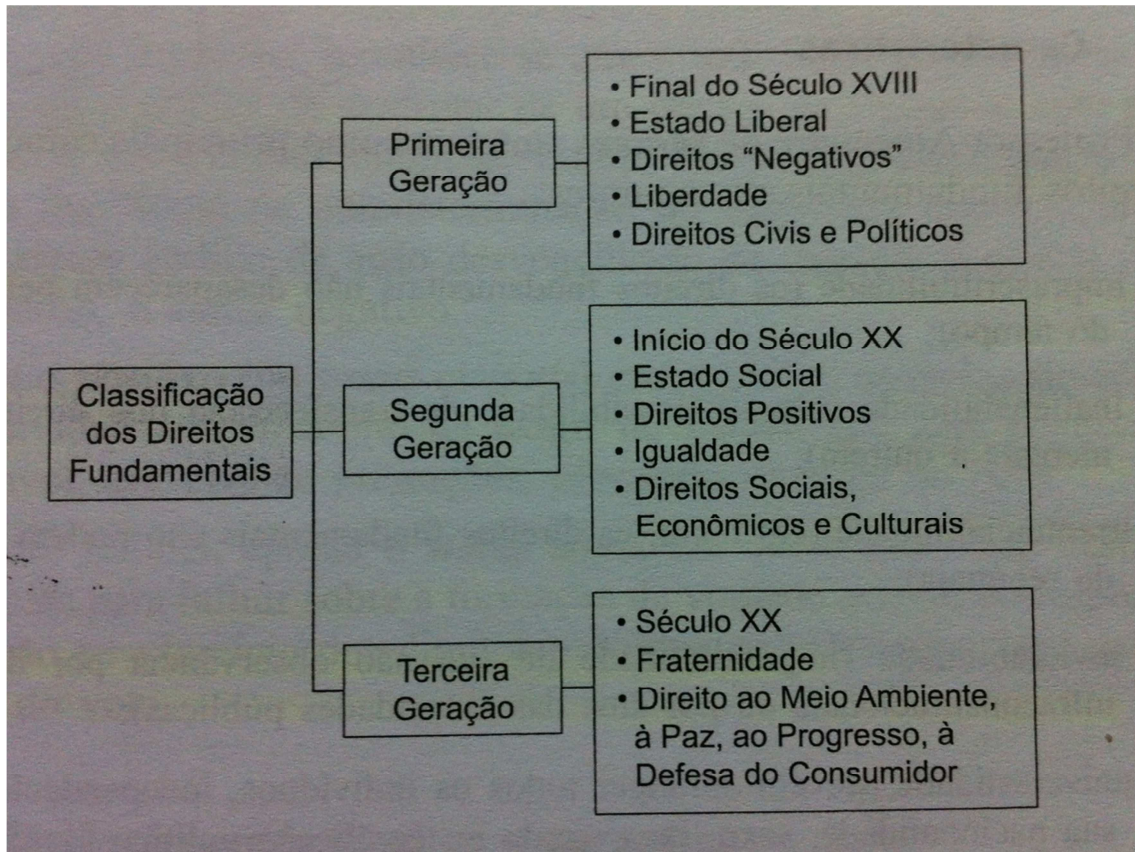 Classificação
dos Direitos
Fundamentais
Primeira
Geração
• Final do Século XVIII
• Estado Liberal
• Direitos “Negativos”
• Liberdade
• Direitos Civis e Políticos
Segunda
Geração
• Início do Século XX
• Estado Social
• Direitos Positivos
• Igualdade
• Direitos Sociais,
Econômicos e Culturais
Terceira
Geração
• Século XX
• Fraternidade
• Direito ao Meio Ambiente,
à Paz, ao Progresso, à
Defesa do Consumidor